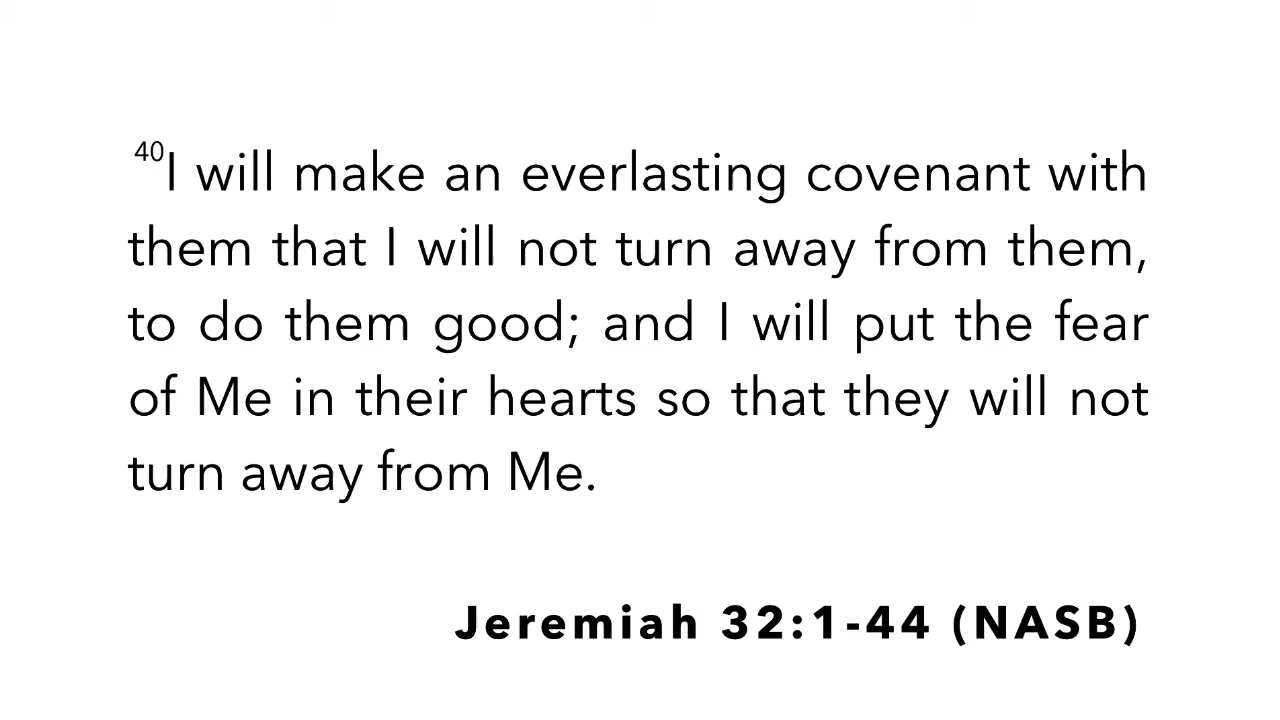 40I will make an everlasting covenant with
them that I will not turn away from them,
to do them good; and I will put the fear
of Me in their hearts so that they will not
turn away from Me.
Jeremiah 32:1-44 (NASB)